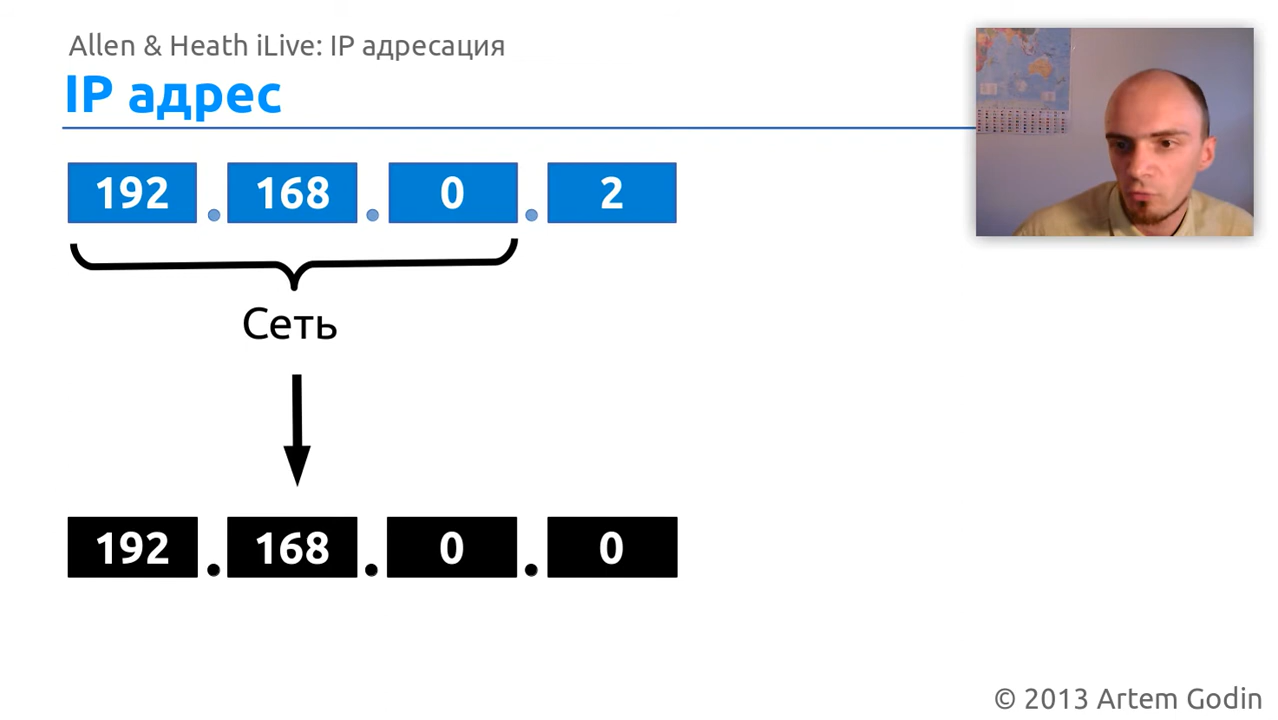 Allen & Heath iLive: IP адресация
IP адрес
192 . 168 . 0 . 2
Сеть
192 . 168 . 0 . 0
© 2013 Artem Godin